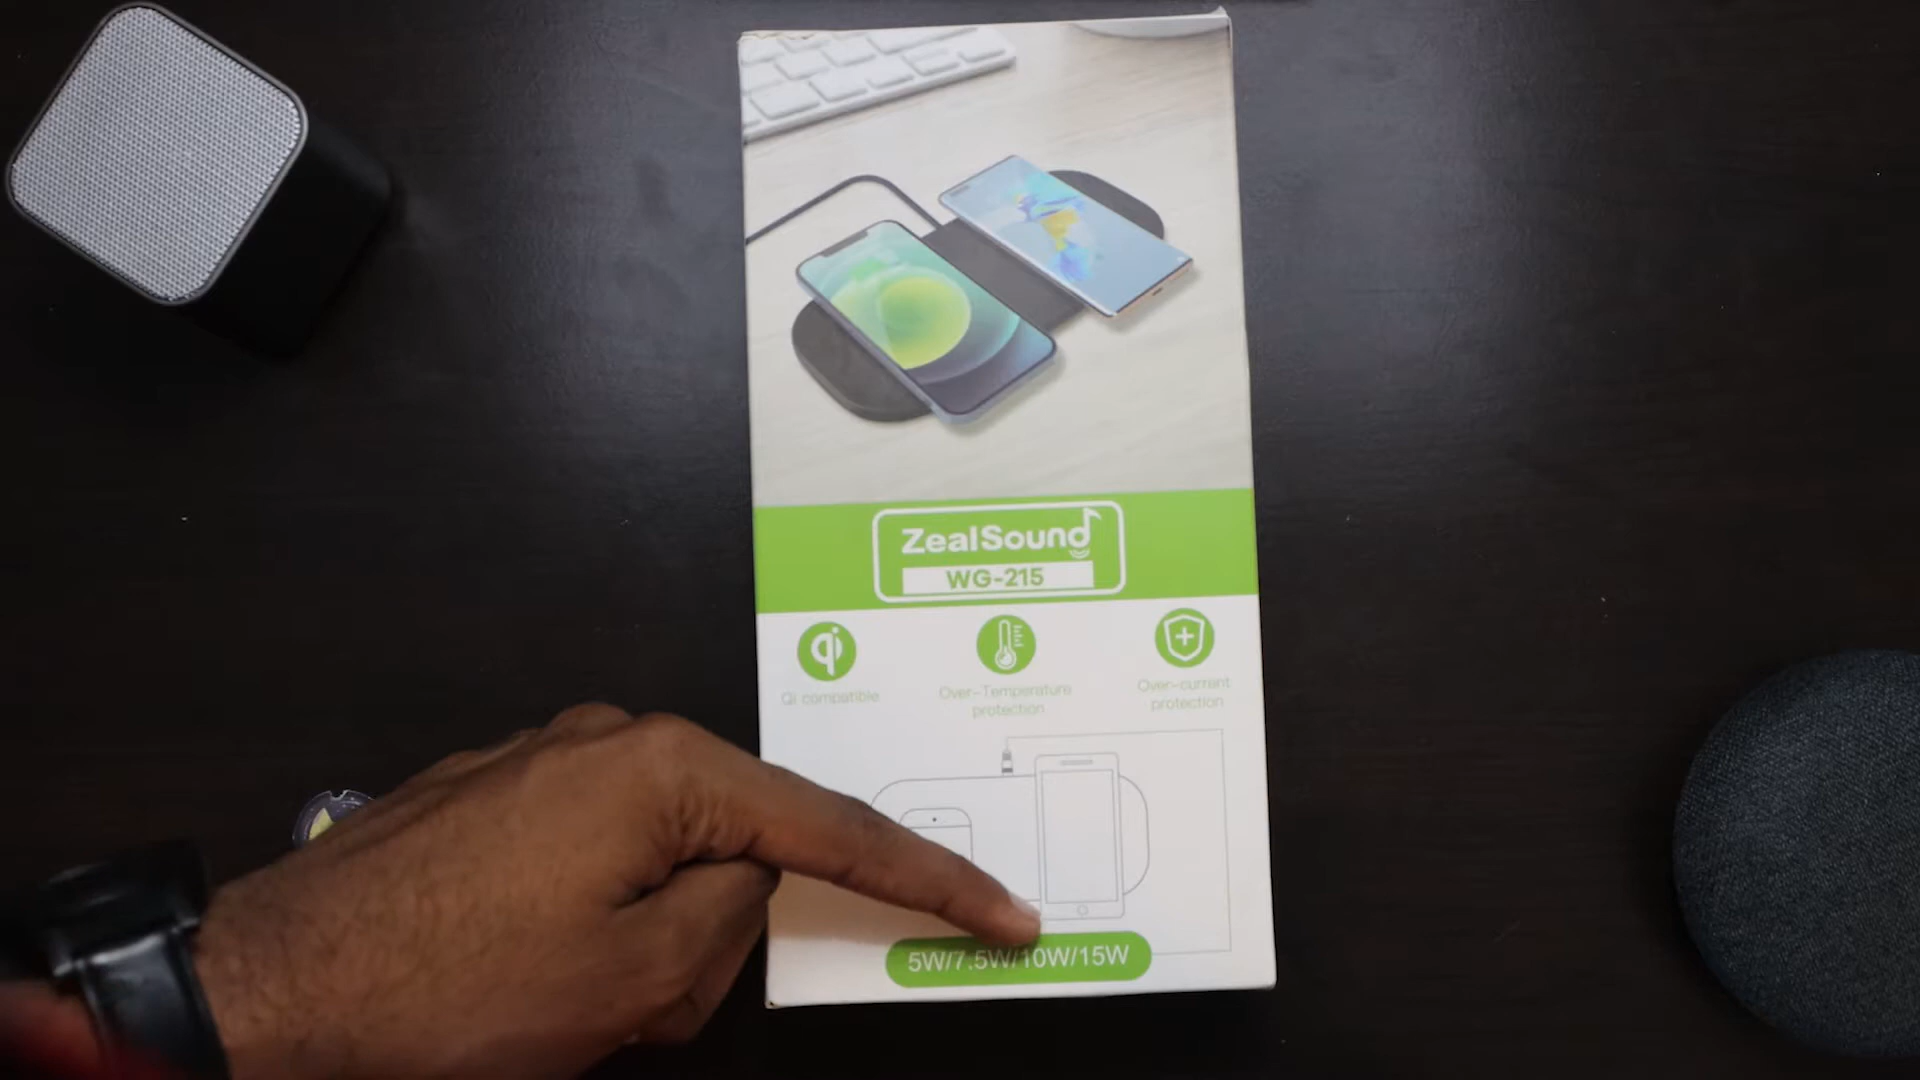 ZealSound
WG-215
Qi compatible
Over-Temperature
protection
Over-current
protection
5W/7.5W/10W/15W